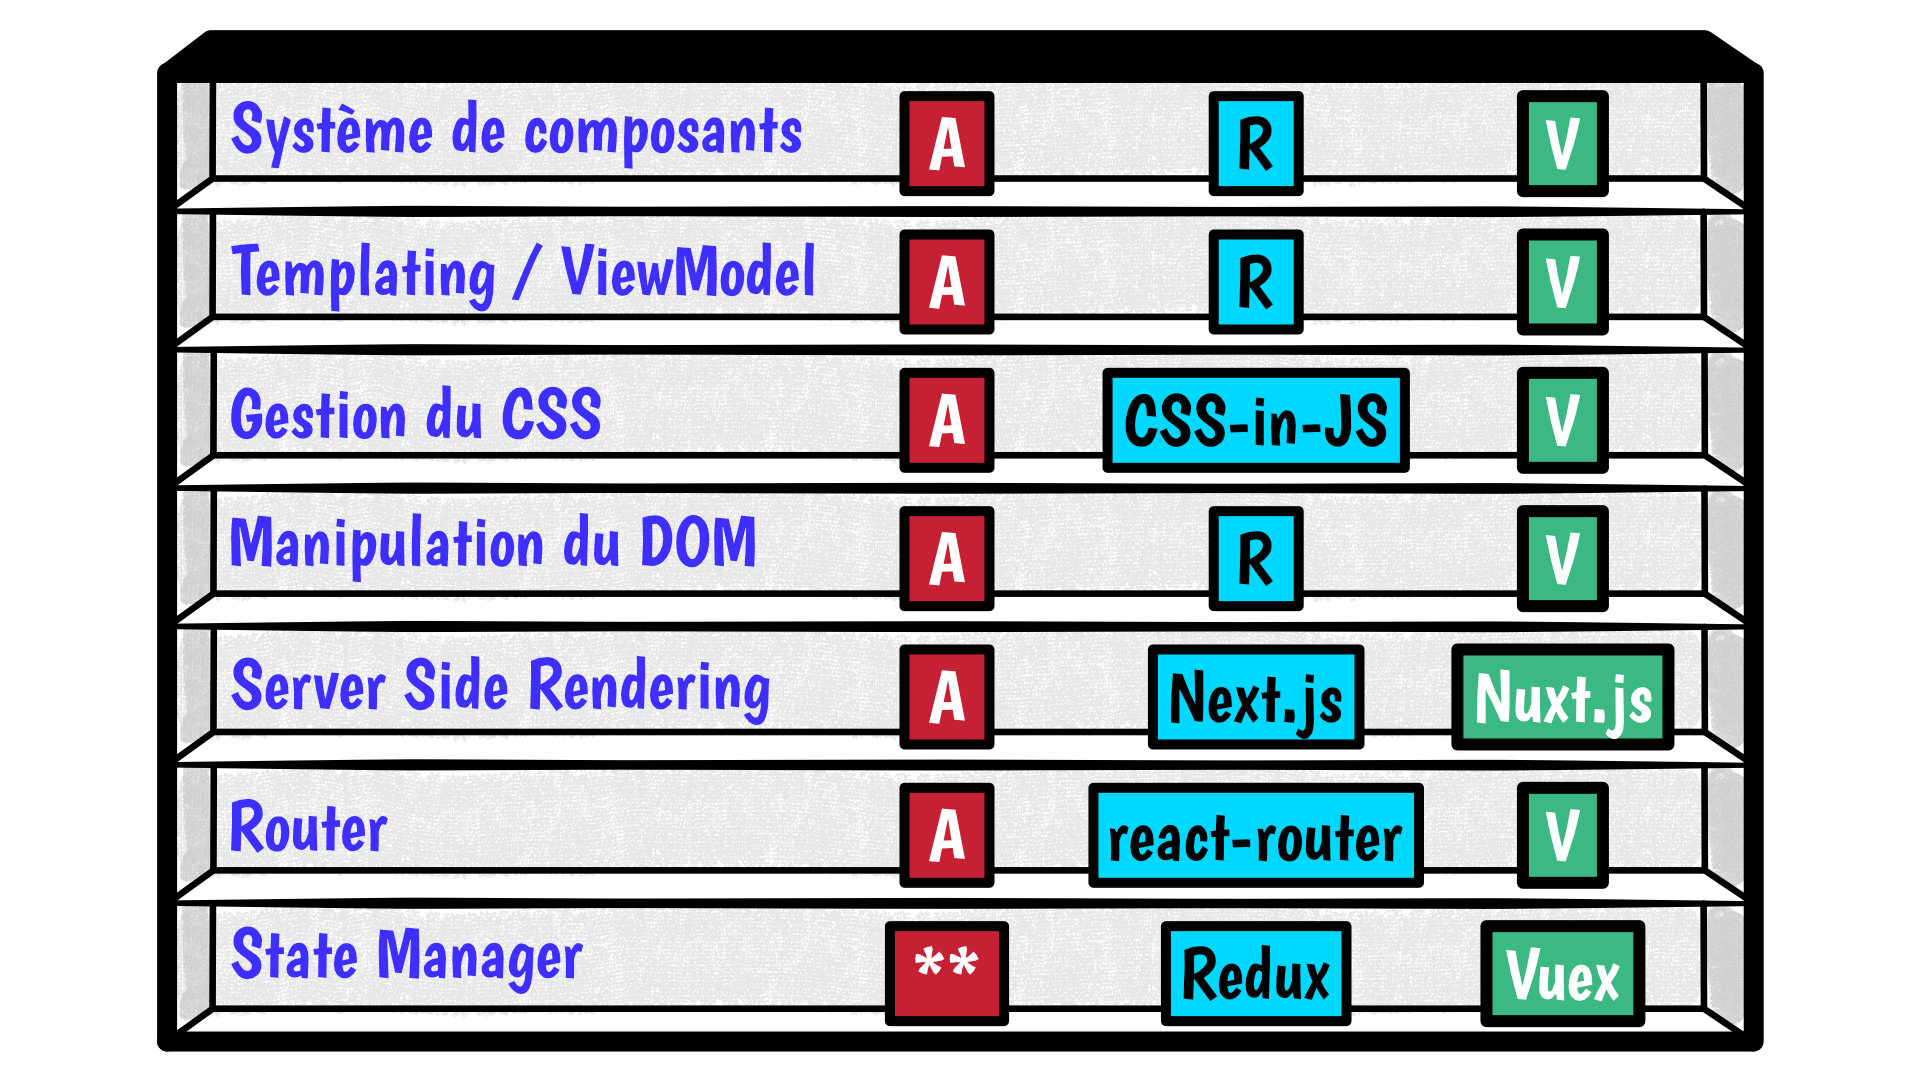 Système de composants A R V
Templating / ViewModel A R V
Gestion du CSS A CSS-in-JS V
Manipulation du DOM A R V
Server Side Rendering A Next.js Nuxt.js
Router A react-router V
State Manager ** Redux Vuex